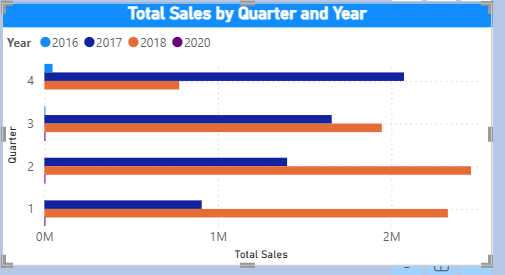 Total Sales by Quarter and Year
Year 2016 2017 2018 2020
4
3
2
1
Quarter
0M 1M 2M
Total Sales